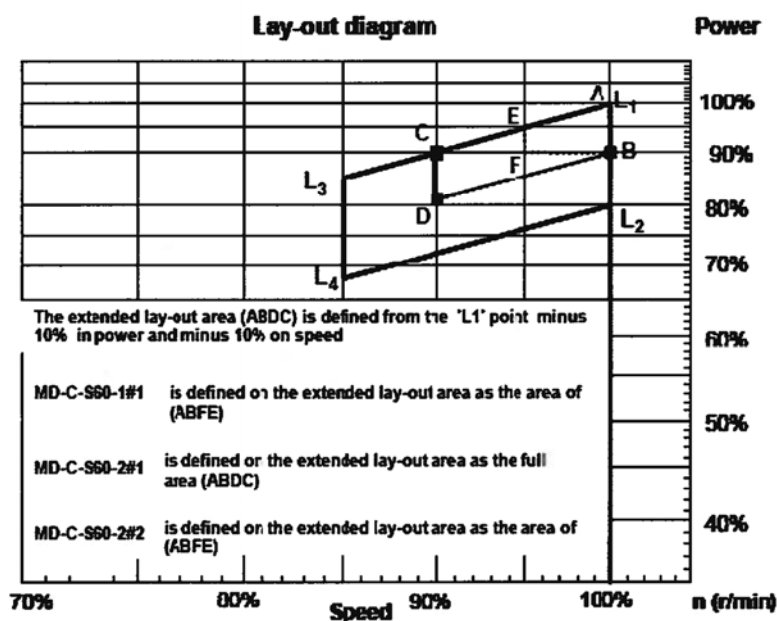 Lay-out diagram
Power
A
L1
100%
E
C
B
90%
F
L3
D
80%
L2
L4
70%
The extended lay-out area (ABDC) is defined from the "L1" point minus
10% in power and minus 10% on speed
60%
MD-C-S60-1#1 is defined on the extended lay-out area as the area of
(ABFE)
50%
MD-C-S60-2#1 is defined on the extended lay-out area as the full
area (ABDC)
MD-C-S60-2#2 is defined on the extended lay-out area as the area of
(ABFE)
40%
70% 80% 90% 100% n (r/min)
Speed